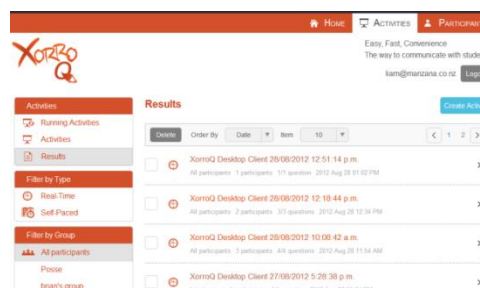 Home Activities Participan
Xorro
Q
Easy, Fast, Convenience
The way to communicate with stude
liam@manzana.co.nz Logo
Activities
Running Activities
Activities
Results
Filter by Type
Real-Time
Self-Paced
Filter by Group
All participants
Posse
brian's group
Results
Create Activ
Delete Order By Date Item 10 1 2
XorroQ Desktop Client 28/08/2012 12:51:14 p.m.
All participants 1 participants 1/1 question 2012 Aug 28 01:02 PM
XorroQ Desktop Client 28/08/2012 12:18:44 p.m.
All participants 2 participants 3/3 questions 2012 Aug 28 12:34 PM
XorroQ Desktop Client 28/08/2012 10:08:42 a.m.
All participants 3 participants 4/4 questions 2012 Aug 28 11:54 AM
XorroQ Desktop Client 27/08/2012 5:28:38 p.m.